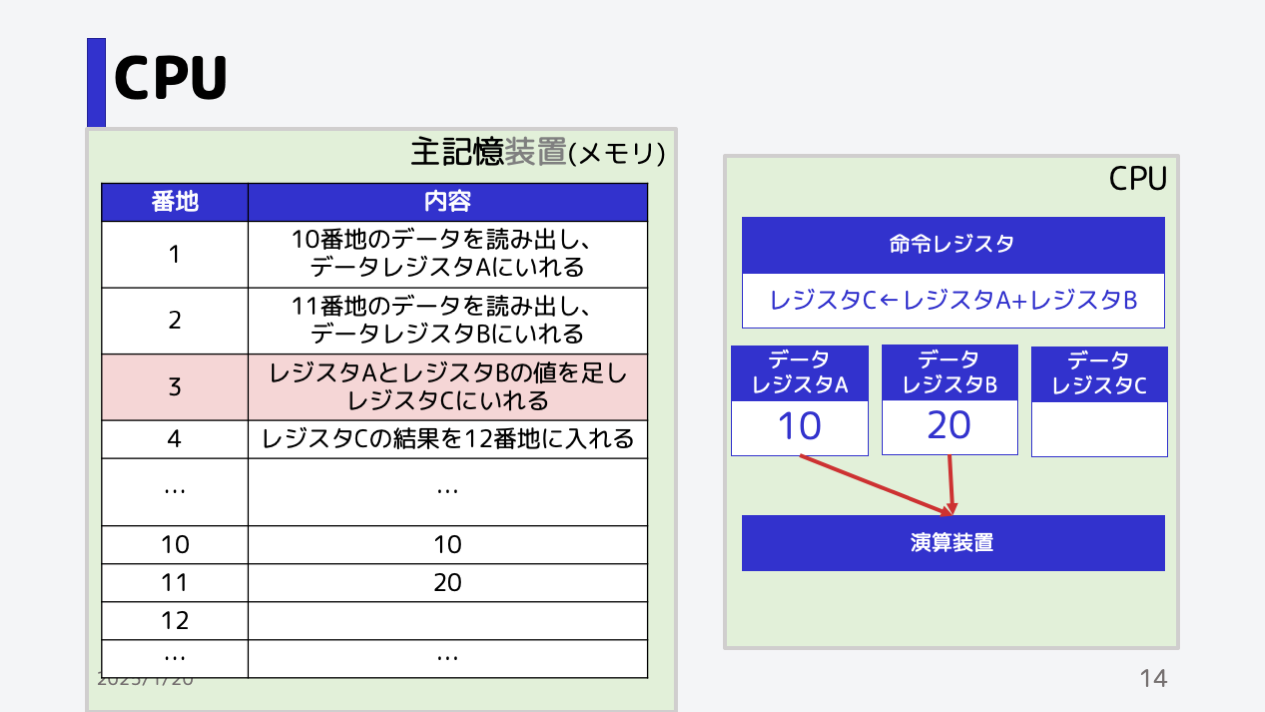 CPU
主記憶装置(メモリ)
番地 内容
1 10番地のデータを読み出し、
データレジスタAにいれる
2 11番地のデータを読み出し、
データレジスタBにいれる
3 レジスタAとレジスタBの値を足し
レジスタCにいれる
4 レジスタCの結果を12番地に入れる
… …
10 10
11 20
12
… …
CPU
命令レジスタ
レジスタC←レジスタA+レジスタB
データ
レジスタA
10
データ
レジスタB
20
データ
レジスタC
演算装置
14